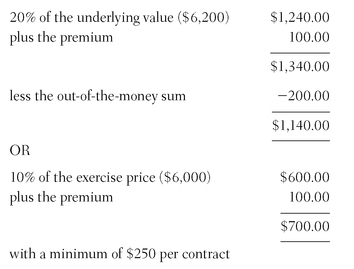 20% of the underlying value ($6,200) $1,240.00
plus the premium 100.00
$1,340.00
less the out-of-the-money sum −200.00
$1,140.00
OR
10% of the exercise price ($6,000) $600.00
plus the premium 100.00
$700.00
with a minimum of $250 per contract